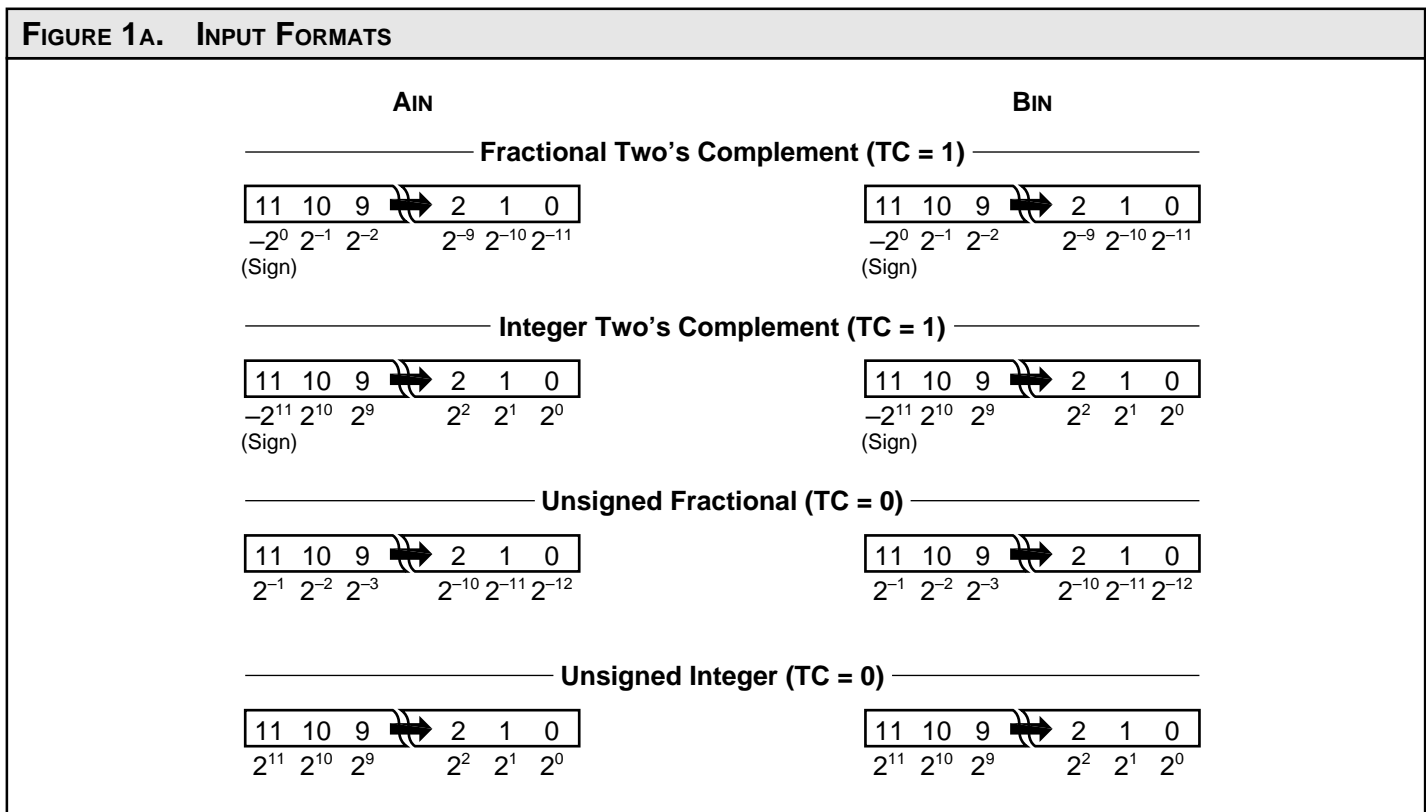 FIGURE 1A. INPUT FORMATS
AIN BIN
Fractional Two's Complement (TC = 1)
11 10 9 2 1 0 11 10 9 2 1 0
–2⁰ 2⁻¹ 2⁻² 2⁻⁹ 2⁻¹⁰ 2⁻¹¹ –2⁰ 2⁻¹ 2⁻² 2⁻⁹ 2⁻¹⁰ 2⁻¹¹
(Sign) (Sign)
Integer Two's Complement (TC = 1)
11 10 9 2 1 0 11 10 9 2 1 0
–2¹¹ 2¹⁰ 2⁹ 2² 2¹ 2⁰ –2¹¹ 2¹⁰ 2⁹ 2² 2¹ 2⁰
(Sign) (Sign)
Unsigned Fractional (TC = 0)
11 10 9 2 1 0 11 10 9 2 1 0
2⁻¹ 2⁻² 2⁻³ 2⁻¹⁰ 2⁻¹¹ 2⁻¹² 2⁻¹ 2⁻² 2⁻³ 2⁻¹⁰ 2⁻¹¹ 2⁻¹²
Unsigned Integer (TC = 0)
11 10 9 2 1 0 11 10 9 2 1 0
2¹¹ 2¹⁰ 2⁹ 2² 2¹ 2⁰ 2¹¹ 2¹⁰ 2⁹ 2² 2¹ 2⁰